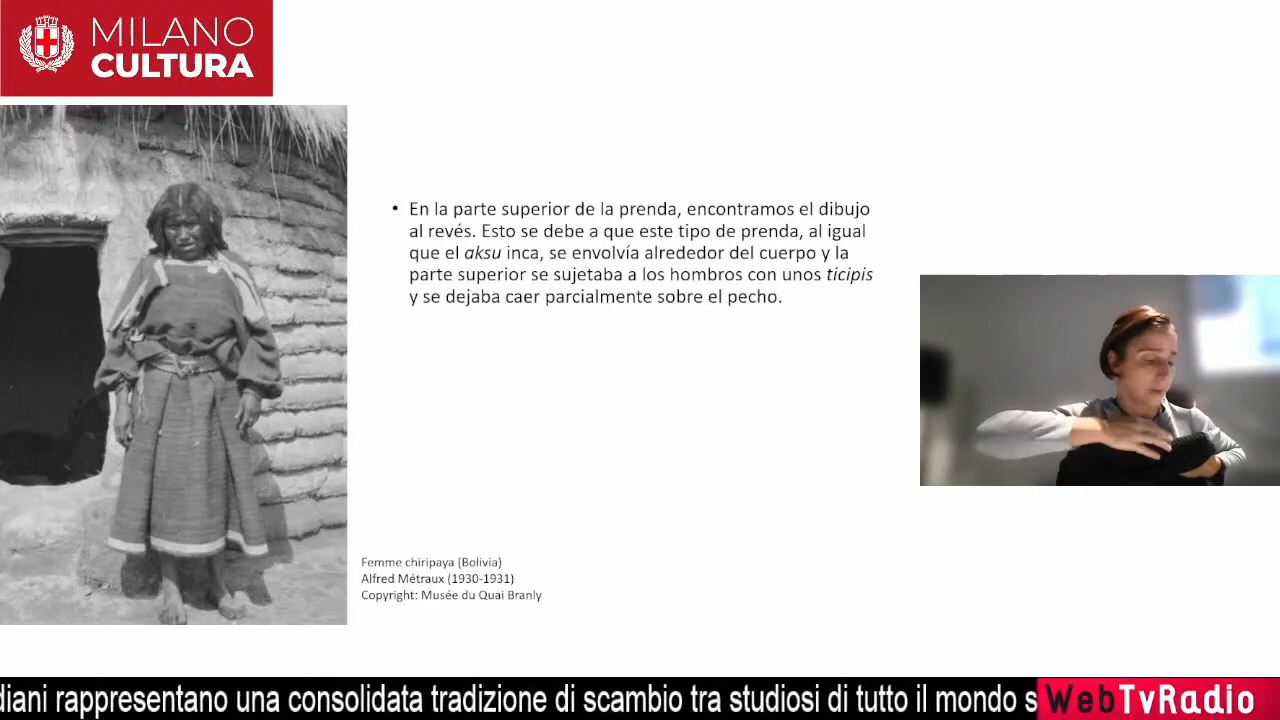 MILANO
CULTURA
• En la parte superior de la prenda, encontramos el dibujo
al revés. Esto se debe a que este tipo de prenda, al igual
que el aksu inca, se envolvía alrededor del cuerpo y la
parte superior se sujetaba a los hombros con unos ticipis
y se dejaba caer parcialmente sobre el pecho.
Femme chiripaya (Bolivia)
Alfred Métraux (1930-1931)
Copyright: Musée du Quai Branly
diani rappresentano una consolidata tradizione di scambio tra studiosi di tutto il mondo s
WebTvRadio